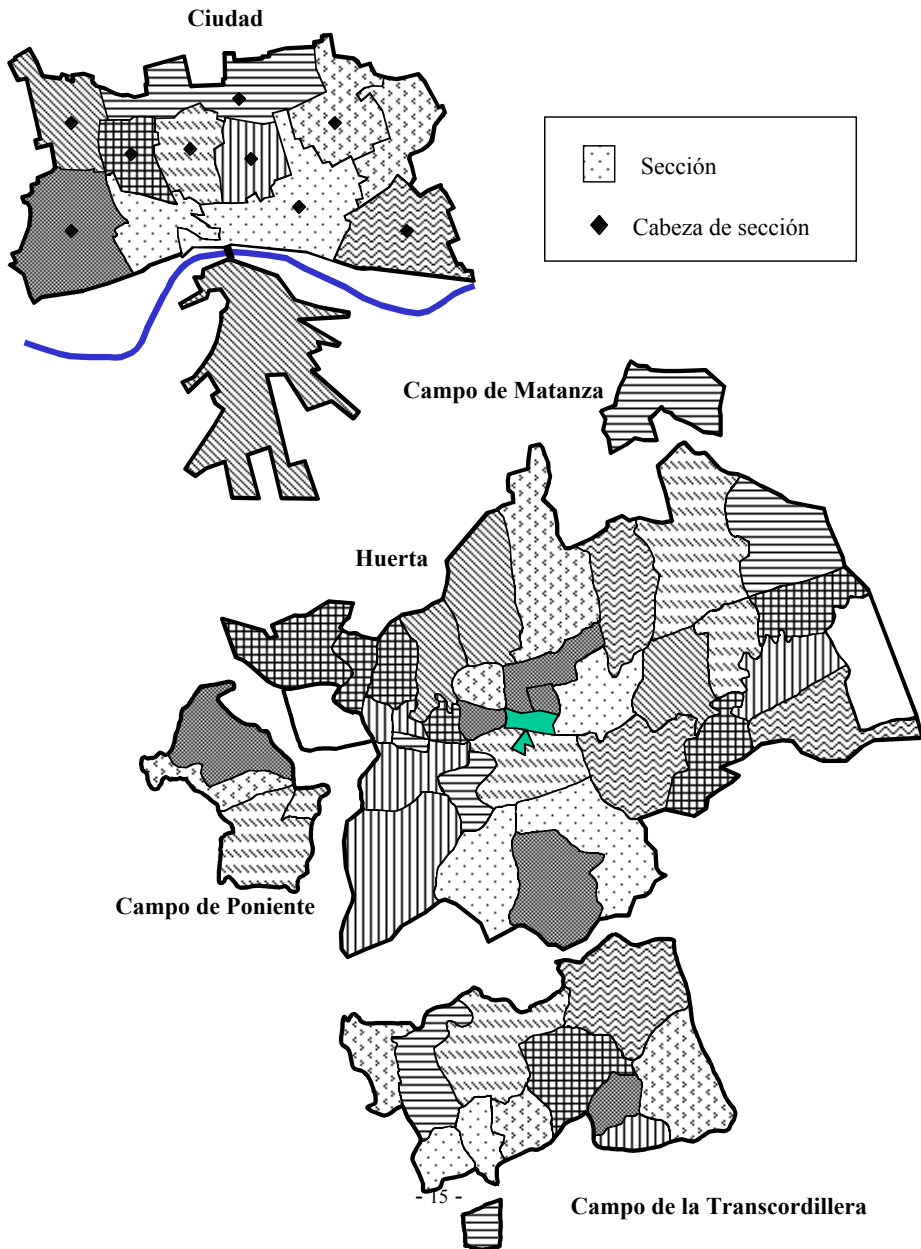 Ciudad
Sección
Cabeza de sección
Campo de Matanza
Huerta
Campo de Poniente
- 15 -
Campo de la Transcordillera